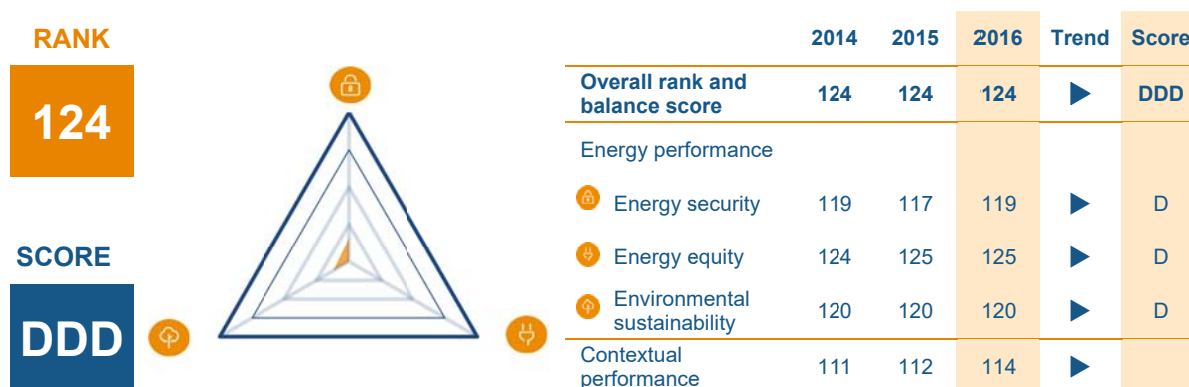 RANK
124
SCORE
DDD
2014 2015 2016 Trend Score
Overall rank and
balance score 124 124 124 DDD
Energy performance
Energy security 119 117 119 D
Energy equity 124 125 125 D
Environmental
sustainability 120 120 120 D
Contextual
performance 111 112 114